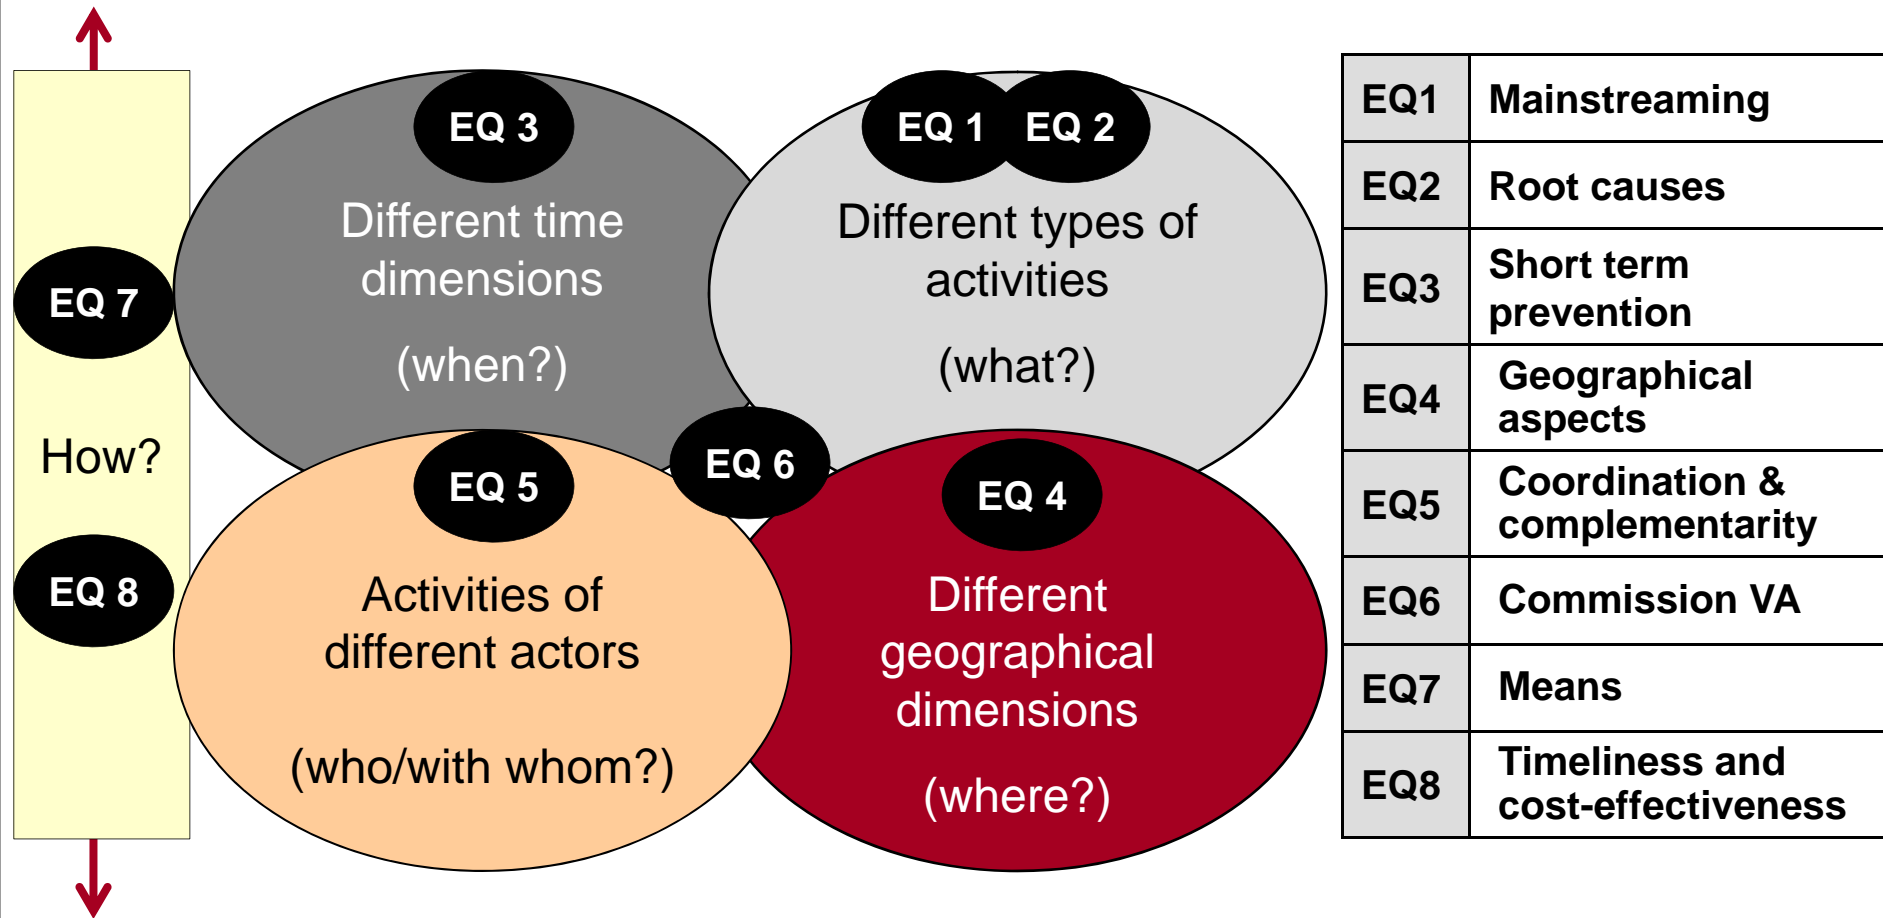 EQ 3
Different time
dimensions
(when?)
EQ 1
EQ 2
Different types of
activities
(what?)
EQ 7
How?
EQ 8
EQ 6
EQ 5
Activities of
different actors
(who/with whom?)
EQ 4
Different
geographical
dimensions
(where?)
EQ1 Mainstreaming
EQ2 Root causes
EQ3 Short term
prevention
EQ4 Geographical
aspects
EQ5 Coordination &
complementarity
EQ6 Commission VA
EQ7 Means
EQ8 Timeliness and
cost-effectiveness